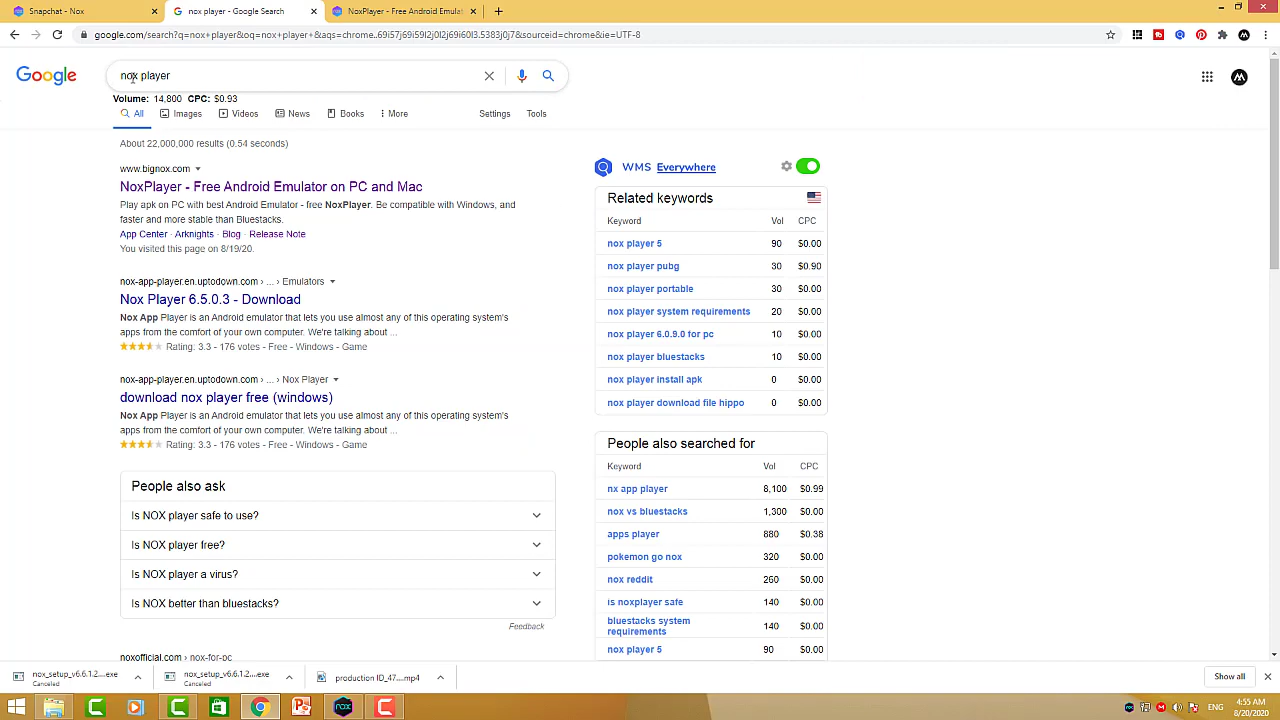 Snapchat - Nox
nox player - Google Search
NoxPlayer - Free Android Emulat
google.com/search?q=nox+player&oq=nox+player+&aqs=chrome..69i57j69i59l2j0l2j69i60l3.5383j0j7&sourceid=chrome&ie=UTF-8
Google
nox player
Volume: 14,800 CPC: $0.93
All Images Videos News Books More Settings Tools
About 22,000,000 results (0.54 seconds)
www.bignox.com
NoxPlayer - Free Android Emulator on PC and Mac
Play apk on PC with best Android Emulator - free NoxPlayer. Be compatible with Windows, and
faster and more stable than Bluestacks.
App Center · Arknights · Blog · Release Note
You visited this page on 8/19/20.
nox-app-player.en.uptodown.com › ... › Emulators
Nox Player 6.5.0.3 - Download
Nox App Player is an Android emulator that lets you use almost any of this operating system's
apps from the comfort of your own computer. We're talking about ...
Rating: 3.3 - 176 votes - Free - Windows - Game
nox-app-player.en.uptodown.com › ... › Nox Player
download nox player free (windows)
Nox App Player is an Android emulator that lets you use almost any of this operating system's
apps from the comfort of your own computer. We're talking about ...
Rating: 3.3 - 176 votes - Free - Windows - Game
People also ask
Is NOX player safe to use?
Is NOX player free?
Is NOX player a virus?
Is NOX better than bluestacks?
Feedback
noxofficial.com › nox-for-pc
WMS Everywhere
Related keywords
Keyword Vol CPC
nox player 5 90 $0.00
nox player pubg 30 $0.90
nox player portable 30 $0.00
nox player system requirements 20 $0.00
nox player 6.0.9.0 for pc 10 $0.00
nox player bluestacks 10 $0.00
nox player install apk 0 $0.00
nox player download file hippo 0 $0.00
People also searched for
Keyword Vol CPC
nx app player 8,100 $0.99
nox vs bluestacks 1,300 $0.00
apps player 880 $0.38
pokemon go nox 320 $0.00
nox reddit 260 $0.00
is noxplayer safe 140 $0.00
bluestacks system
requirements 140 $0.00
nox player 5 90 $0.00
nox_setup_v6.6.1.2....exe
Canceled
nox_setup_v6.6.1.2....exe
Canceled
production ID_47....mp4
Show all
ENG
4:55 AM
8/20/2020